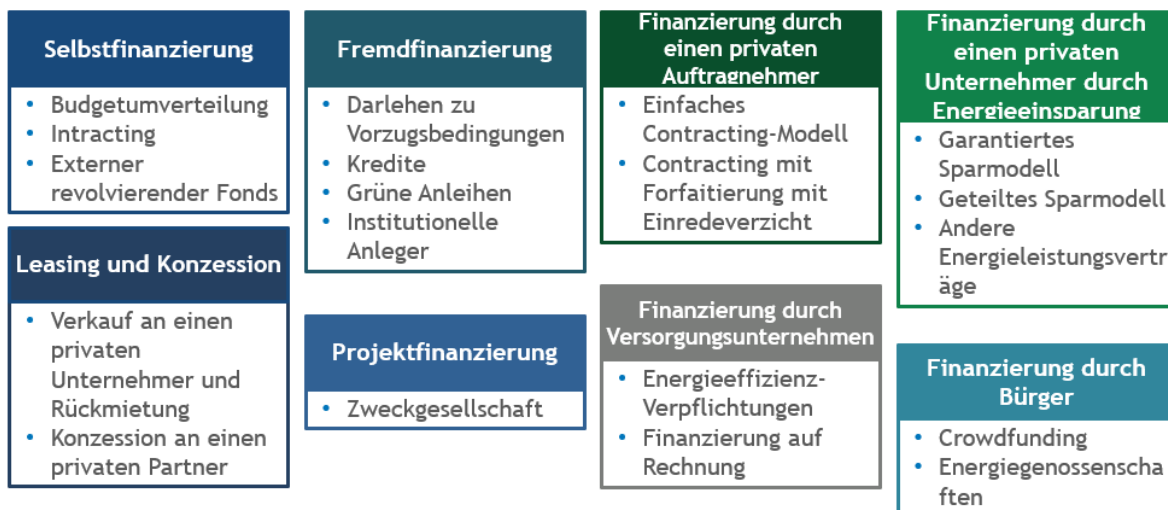 Selbstfinanzierung
• Budgetumverteilung
• Intracting
• Externer
revolvierender Fonds
Leasing und Konzession
• Verkauf an einen
privaten
Unternehmer und
Rückmietung
• Konzession an einen
privaten Partner
Fremdfinanzierung
• Darlehen zu
Vorzugsbedingungen
• Kredite
• Grüne Anleihen
• Institutionelle
Anleger
Projektfinanzierung
• Zweckgesellschaft
Finanzierung durch
einen privaten
Auftragnehmer
• Einfaches
Contracting-Modell
• Contracting mit
Forfaitierung mit
Einredeverzicht
Finanzierung durch
Versorgungsunternehmen
• Energieeffizienz-
Verpflichtungen
• Finanzierung auf
Rechnung
Finanzierung durch
einen privaten
Unternehmer durch
Energieeinsparung
• Garantiertes
Sparmodell
• Geteiltes Sparmodell
• Andere
Energieleistungsvertr
äge
Finanzierung durch
Bürger
• Crowdfunding
• Energiegenossenscha
ften